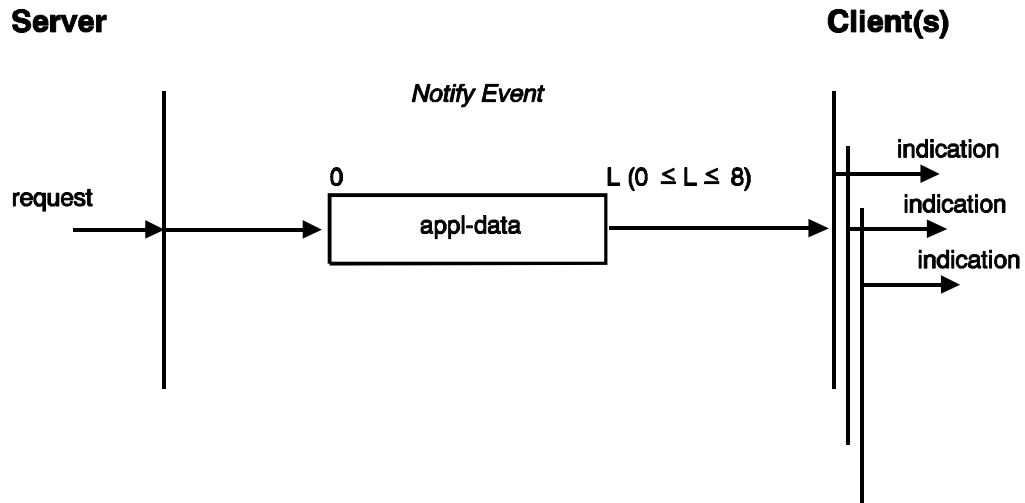 Server
Client(s)
Notify Event
0
L (0 ≤ L ≤ 8)
indication
request
appl-data
indication
indication